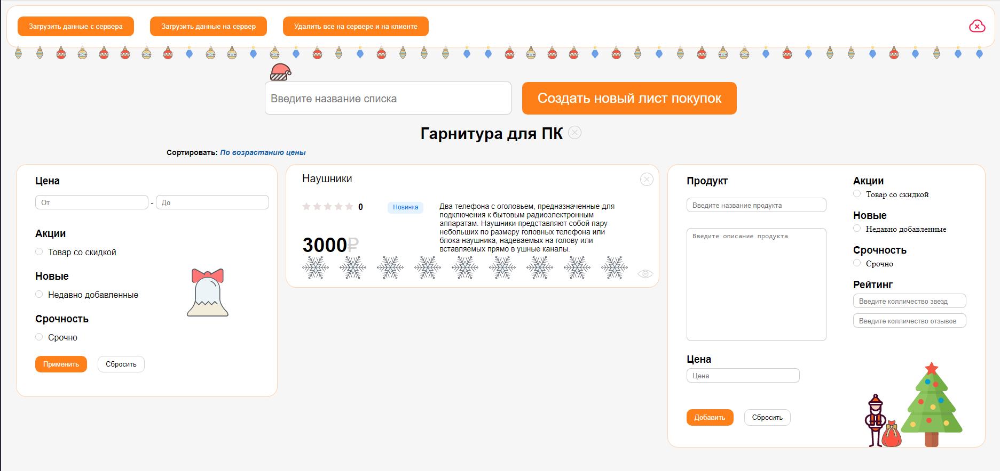 Загрузить данные с сервера
Загрузить данные на сервер
Удалить все на сервере и на клиенте
Введите название списка
Создать новый лист покупок
Гарнитура для ПК
Сортировать: По возрастанию цены
Цена
От - До
Акции
Товар со скидкой
Новые
Недавно добавленные
Срочность
Срочно
Применить
Сбросить
Наушники
0
Новинка
3000₽
Два телефона с оголовьем, предназначенные для
подключения к бытовым радиоэлектронным
аппаратам. Наушники представляют собой пару
небольших по размеру головных телефона или
блока наушника, надеваемых на голову или
вставляемых прямо в ушные каналы.
Продукт
Введите название продукта
Введите описание продукта
Цена
Цена
Добавить
Сбросить
Акции
Товар со скидкой
Новые
Недавно добавленные
Срочность
Срочно
Рейтинг
Введите колличество звезд
Введите колличество отзывов